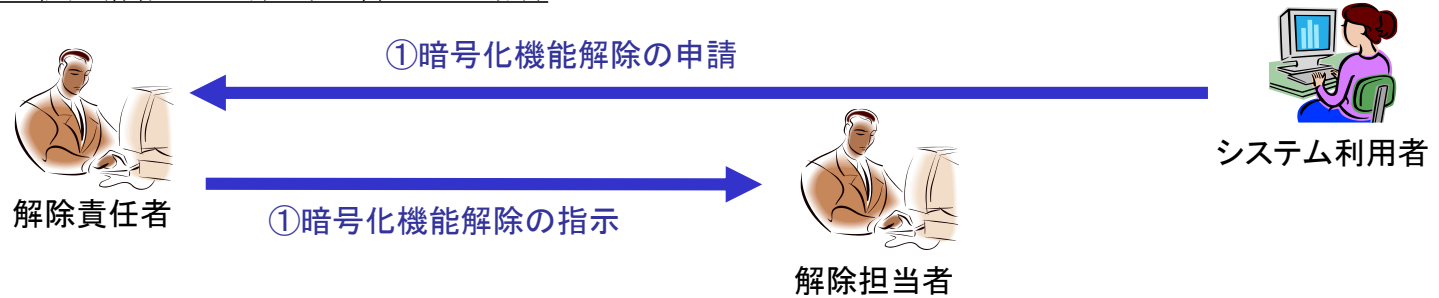 ①暗号化機能解除の申請
システム利用者
解除責任者
①暗号化機能解除の指示
解除担当者